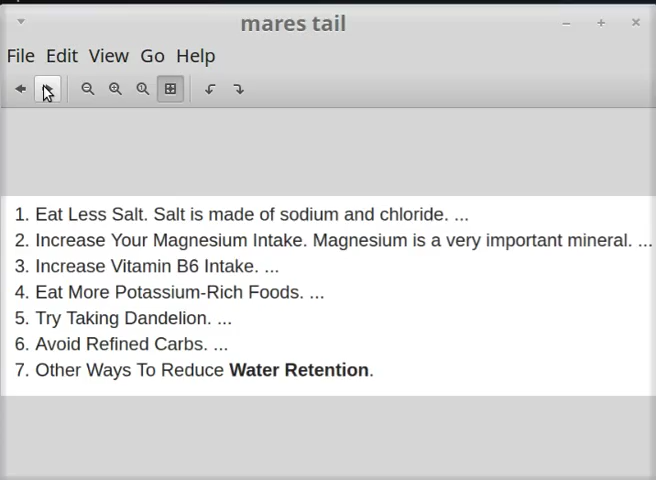 mares tail
File Edit View Go Help
1. Eat Less Salt. Salt is made of sodium and chloride. ...
2. Increase Your Magnesium Intake. Magnesium is a very important mineral. ...
3. Increase Vitamin B6 Intake. ...
4. Eat More Potassium-Rich Foods. ...
5. Try Taking Dandelion. ...
6. Avoid Refined Carbs. ...
7. Other Ways To Reduce Water Retention.